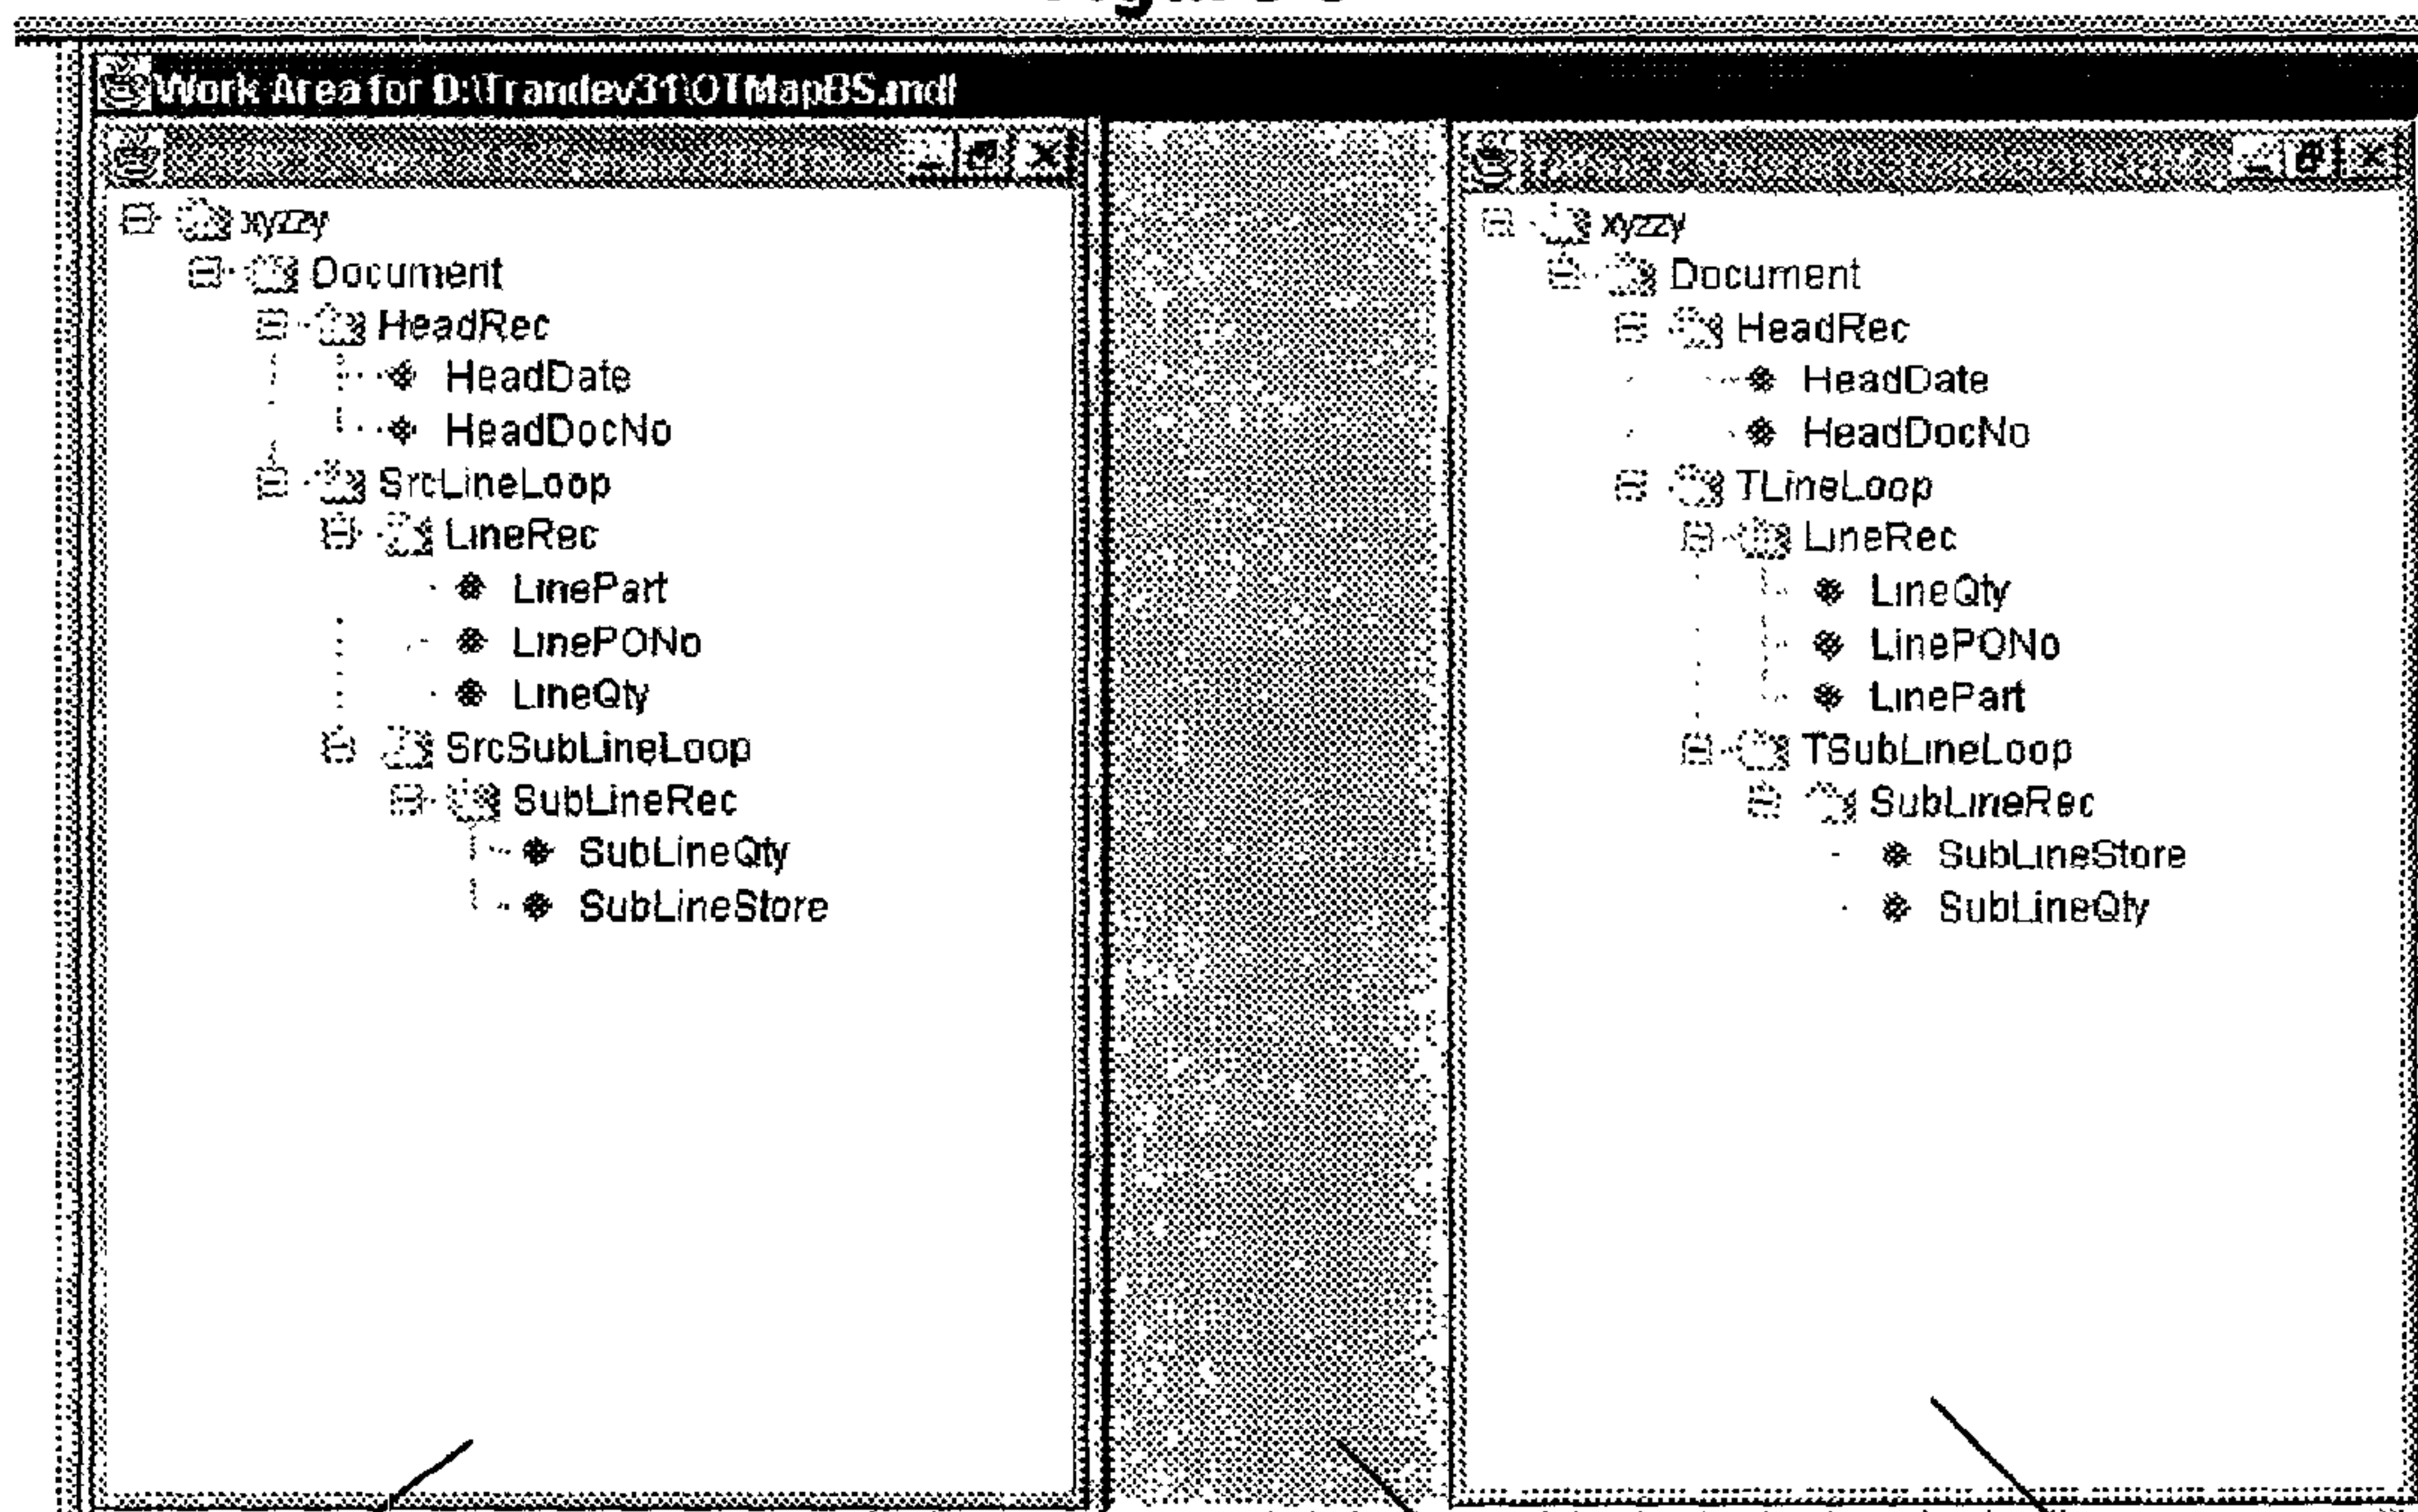 Work Area for D:\Trandev31\OTMapBS.mdf
xyzzy
Document
HeadRec
HeadDate
HeadDocNo
SrcLineLoop
LineRec
LinePart
LinePONo
LineQty
SrcSubLineLoop
SubLineRec
SubLineQty
SubLineStore
xyzzy
Document
HeadRec
HeadDate
HeadDocNo
TLineLoop
LineRec
LineQty
LinePONo
LinePart
TSubLineLoop
SubLineRec
SubLineStore
SubLineQty